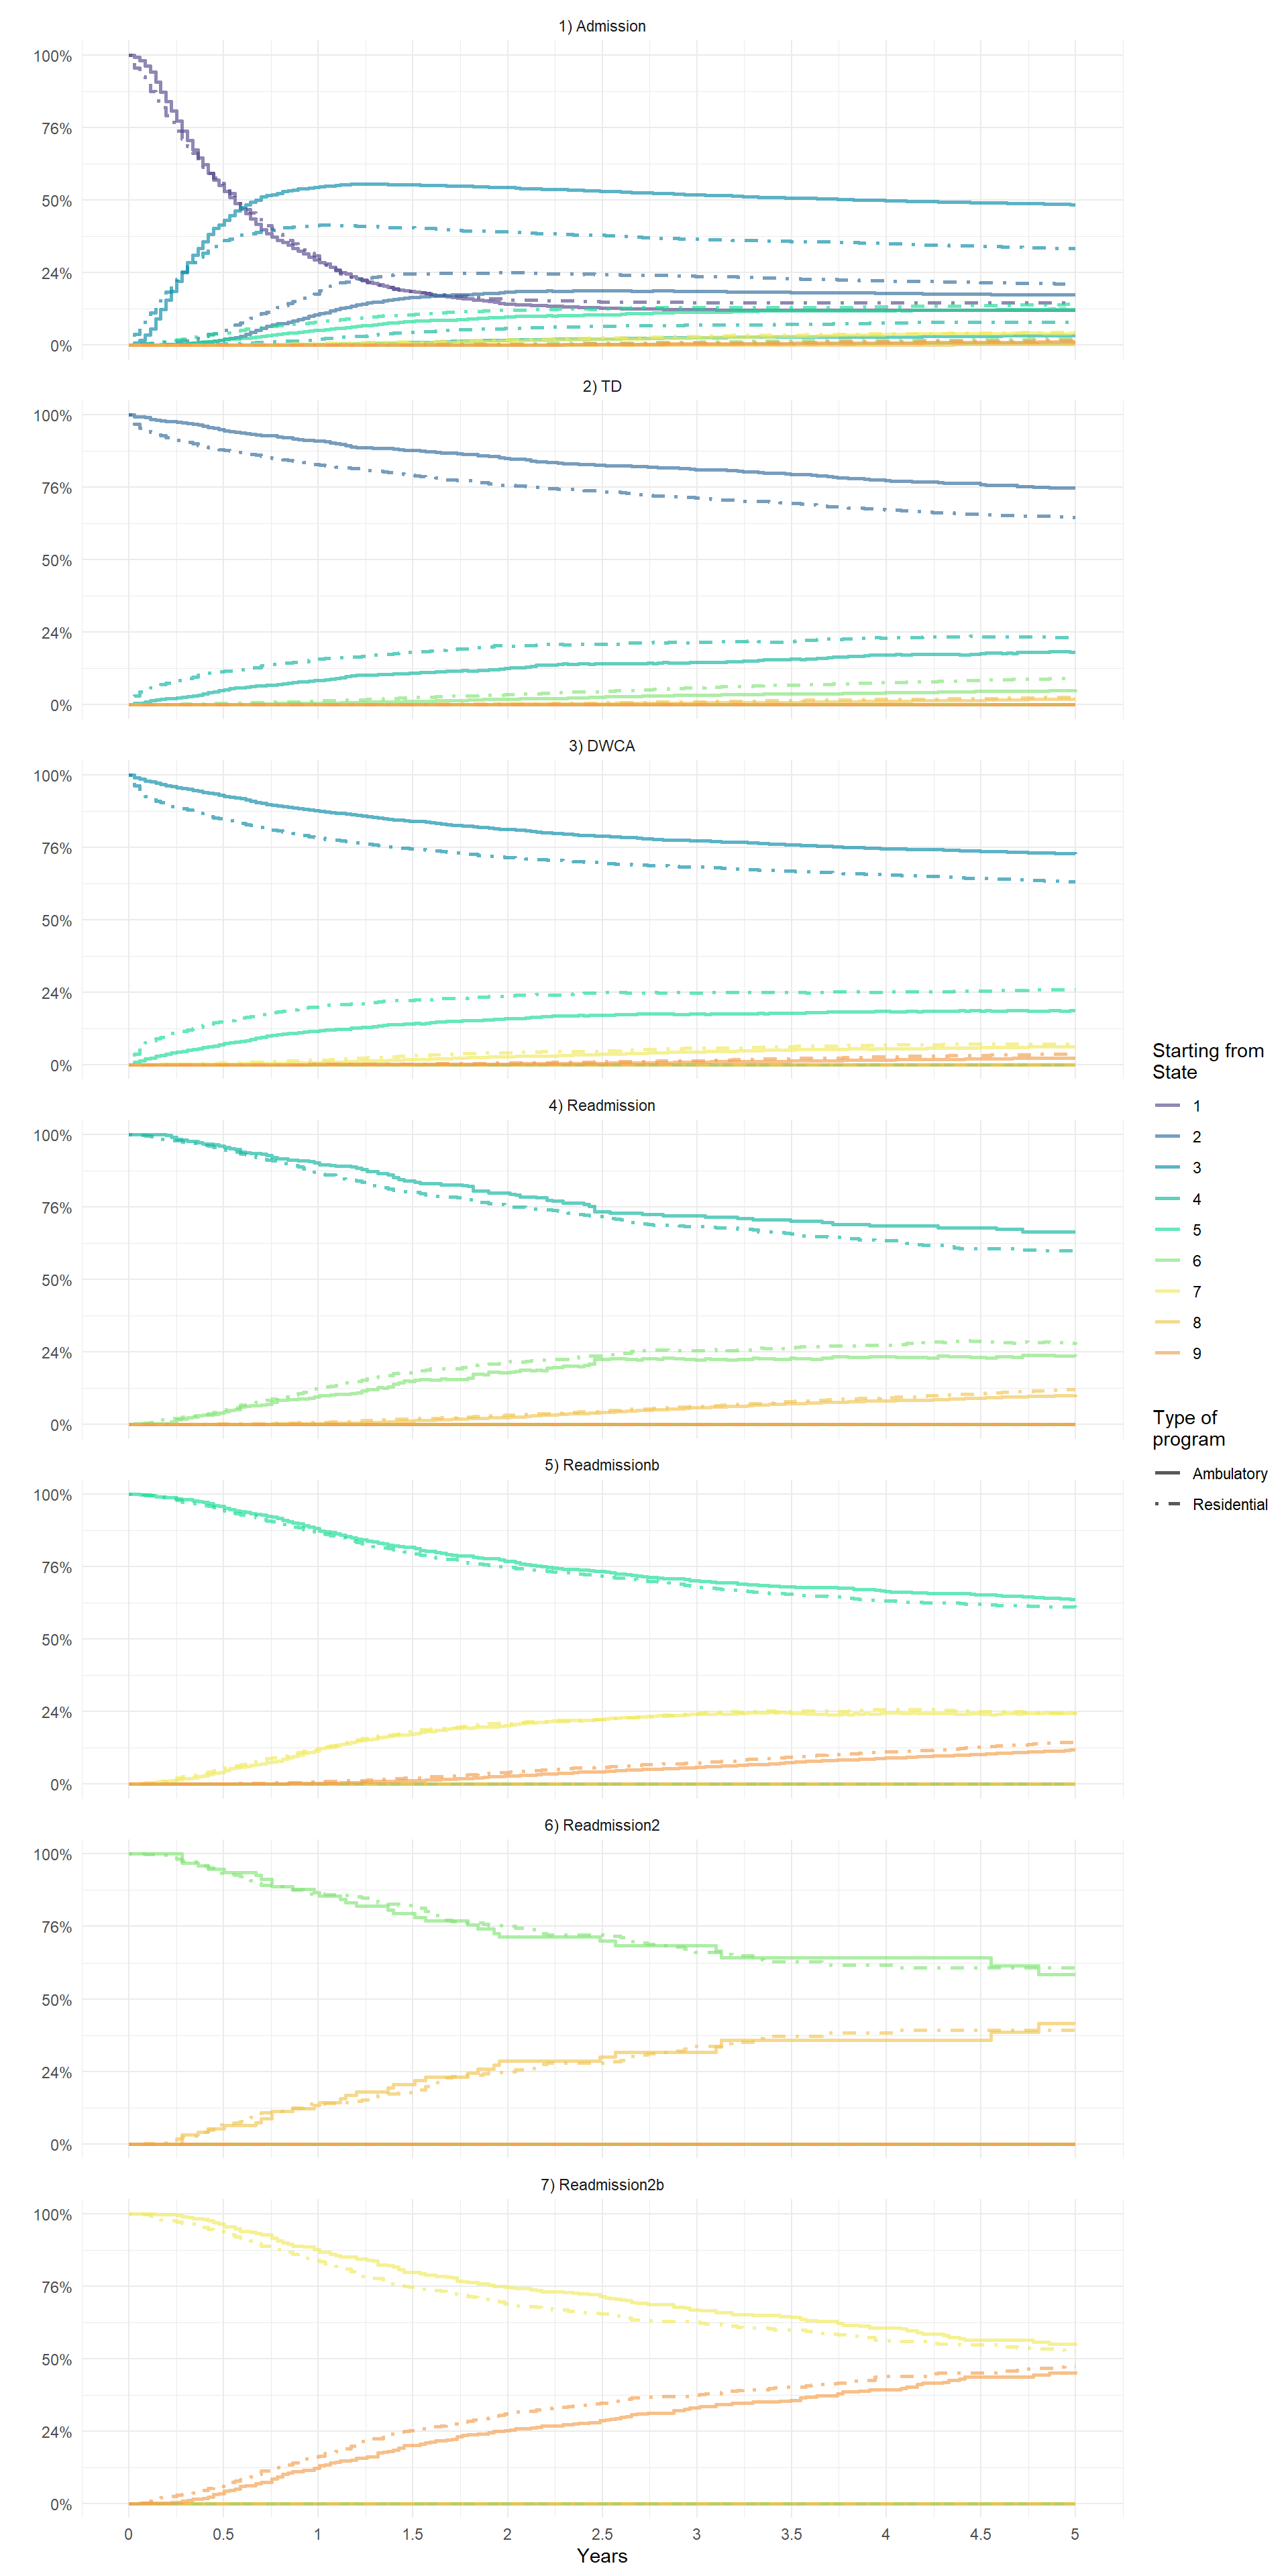 1) Admission
100%
76%
50%
24%
0%
2) TD
100%
76%
50%
24%
0%
3) DWCA
100%
76%
50%
24%
0%
4) Readmission
100%
76%
50%
24%
0%
5) Readmissionb
100%
76%
50%
24%
0%
6) Readmission2
100%
76%
50%
24%
0%
7) Readmission2b
100%
76%
50%
24%
0%
0 0.5 1 1.5 2 2.5 3 3.5 4 4.5 5
Years
Starting from
State
1
2
3
4
5
6
7
8
9
Type of
program
Ambulatory
Residential